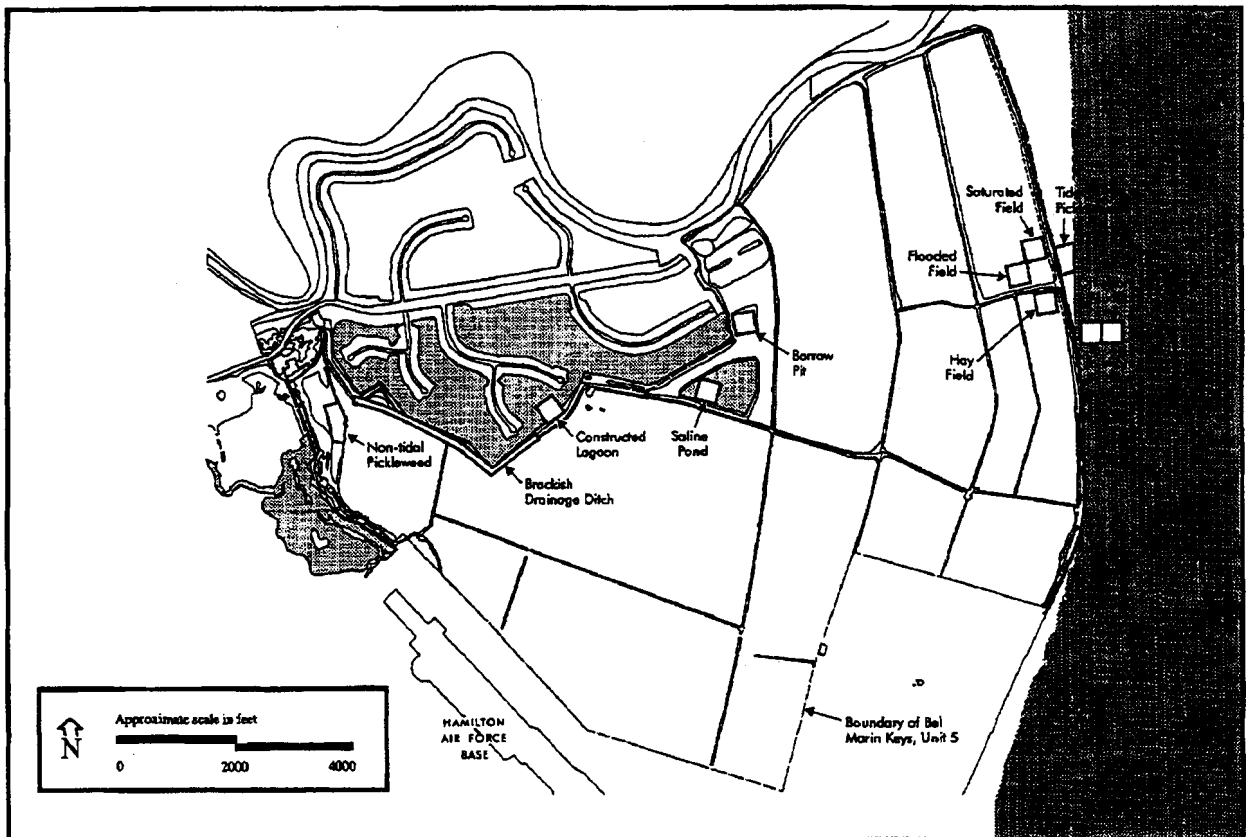 Saturated
Field
Flooded
Field
Hay
Field
Borrow
Pit
Saline
Pond
Constructed
Lagoon
Non-tidal
Pickleweed
Brackish
Drainage Ditch
Boundary of Bel
Marin Keys, Unit 5
HAMILTON
AIR FORCE
BASE
Approximate scale in feet
N
0 2000 4000